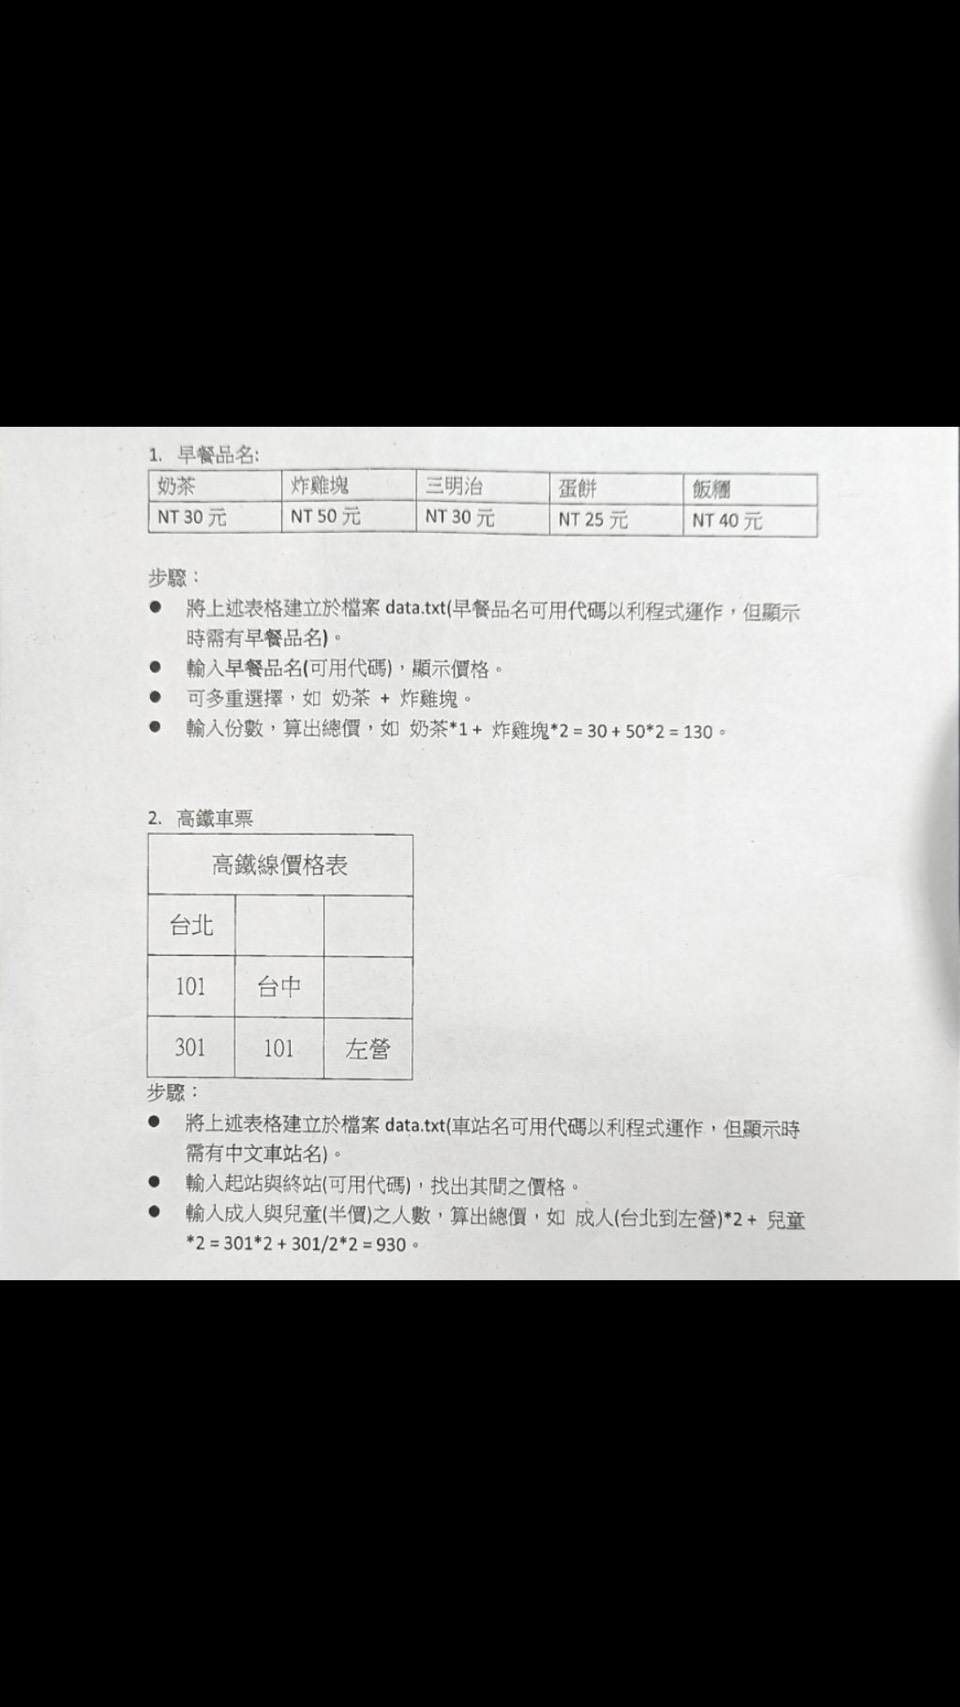 1. 早餐品名:
奶茶 炸雞塊 三明治 蛋餅 飯糰
NT 30 元 NT 50 元 NT 30 元 NT 25 元 NT 40 元
步驟：
● 將上述表格建立於檔案 data.txt(早餐品名可用代碼以利程式運作，但顯示
時需有早餐品名)。
● 輸入早餐品名(可用代碼)，顯示價格。
● 可多重選擇，如 奶茶 + 炸雞塊。
● 輸入份數，算出總價，如 奶茶*1 + 炸雞塊*2 = 30 + 50*2 = 130。
2. 高鐵車票
高鐵線價格表
台北
101 台中
301 101 左營
步驟：
● 將上述表格建立於檔案 data.txt(車站名可用代碼以利程式運作，但顯示時
需有中文車站名)。
● 輸入起站與終站(可用代碼)，找出其間之價格。
● 輸入成人與兒童(半價)之人數，算出總價，如 成人(台北到左營)*2 + 兒童
*2 = 301*2 + 301/2*2 = 930。